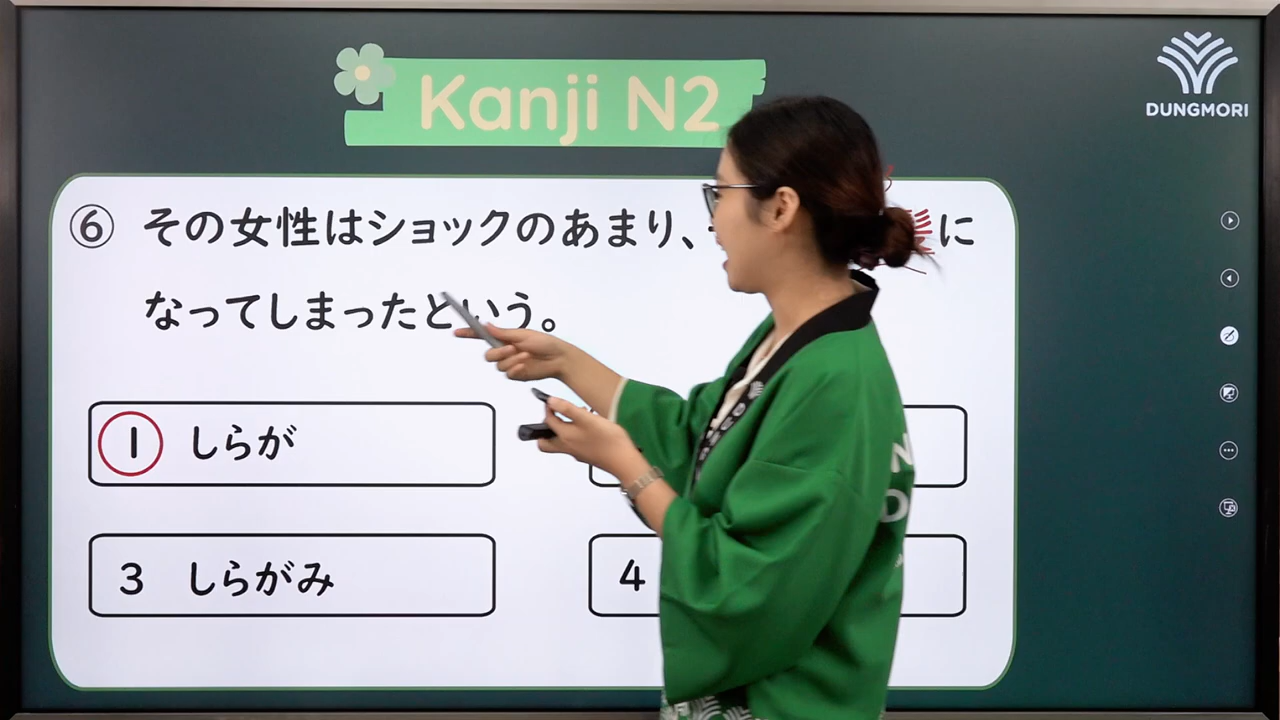 Kanji N2
DUNGMORI
⑥ その女性はショックのあまり、 髪に
なってしまったという。
1 しらが
3 しらがみ
4